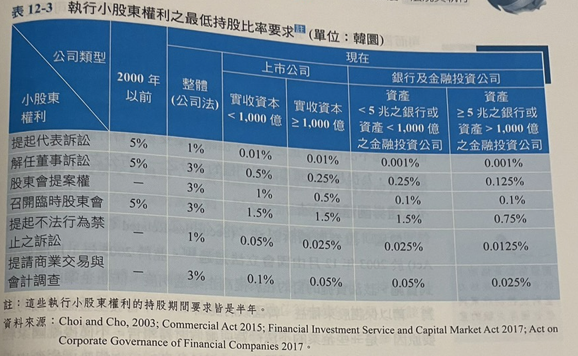 表 12-3 執行小股東權利之最低持股比率要求註 (單位：韓圜)
公司類型
小股東
權利
2000 年
以前
現在
整體
(公司法)
上市公司
銀行及金融投資公司
實收資本
< 1,000 億
實收資本
≥ 1,000 億
資產
< 5 兆之銀行或
資產 < 1,000 億
之金融投資公司
資產
≥ 5 兆之銀行或
資產 > 1,000 億
之金融投資公司
提起代表訴訟 5% 1% 0.01% 0.01% 0.001% 0.001%
解任董事訴訟 5% 3% 0.5% 0.25% 0.25% 0.125%
股東會提案權 — 3% 1% 0.5% 0.1% 0.1%
召開臨時股東會 5% 3% 1.5% 1.5% 1.5% 0.75%
提起不法行為禁
止之訴訟 — 1% 0.05% 0.025% 0.025% 0.0125%
提請商業交易與
會計調查 — 3% 0.1% 0.05% 0.05% 0.025%
註：這些執行小股東權利的持股期間要求皆是半年。
資料來源：Choi and Cho, 2003; Commercial Act 2015; Financial Investment Service and Capital Market Act 2017; Act on
Corporate Governance of Financial Companies 2017。